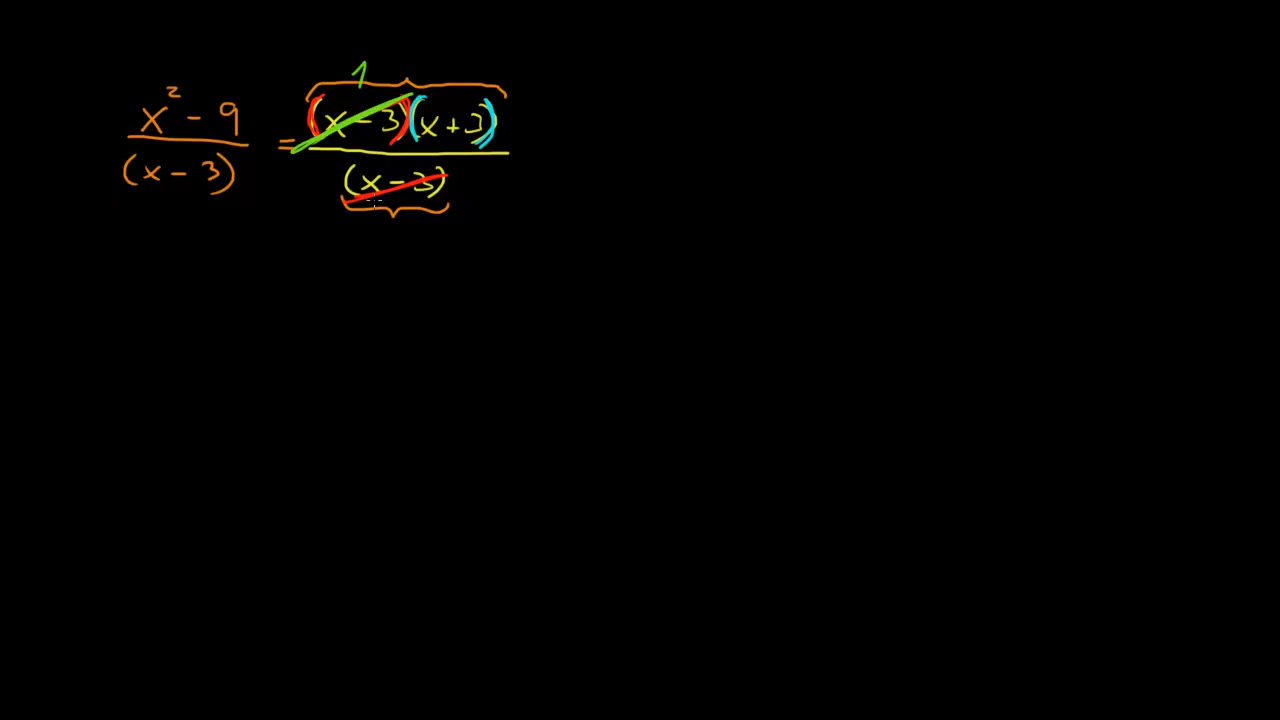 1
x² - 9 / (x - 3) = (x - 3)(x + 3) / (x - 3)